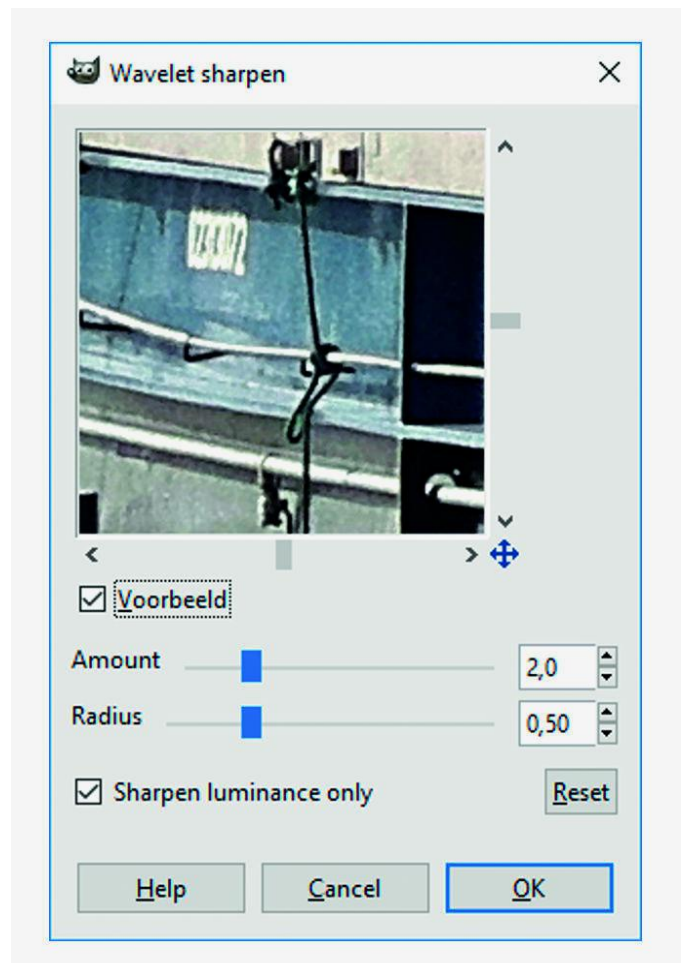 Wavelet sharpen
Voorbeeld
Amount 2,0
Radius 0,50
Sharpen luminance only Reset
Help Cancel OK